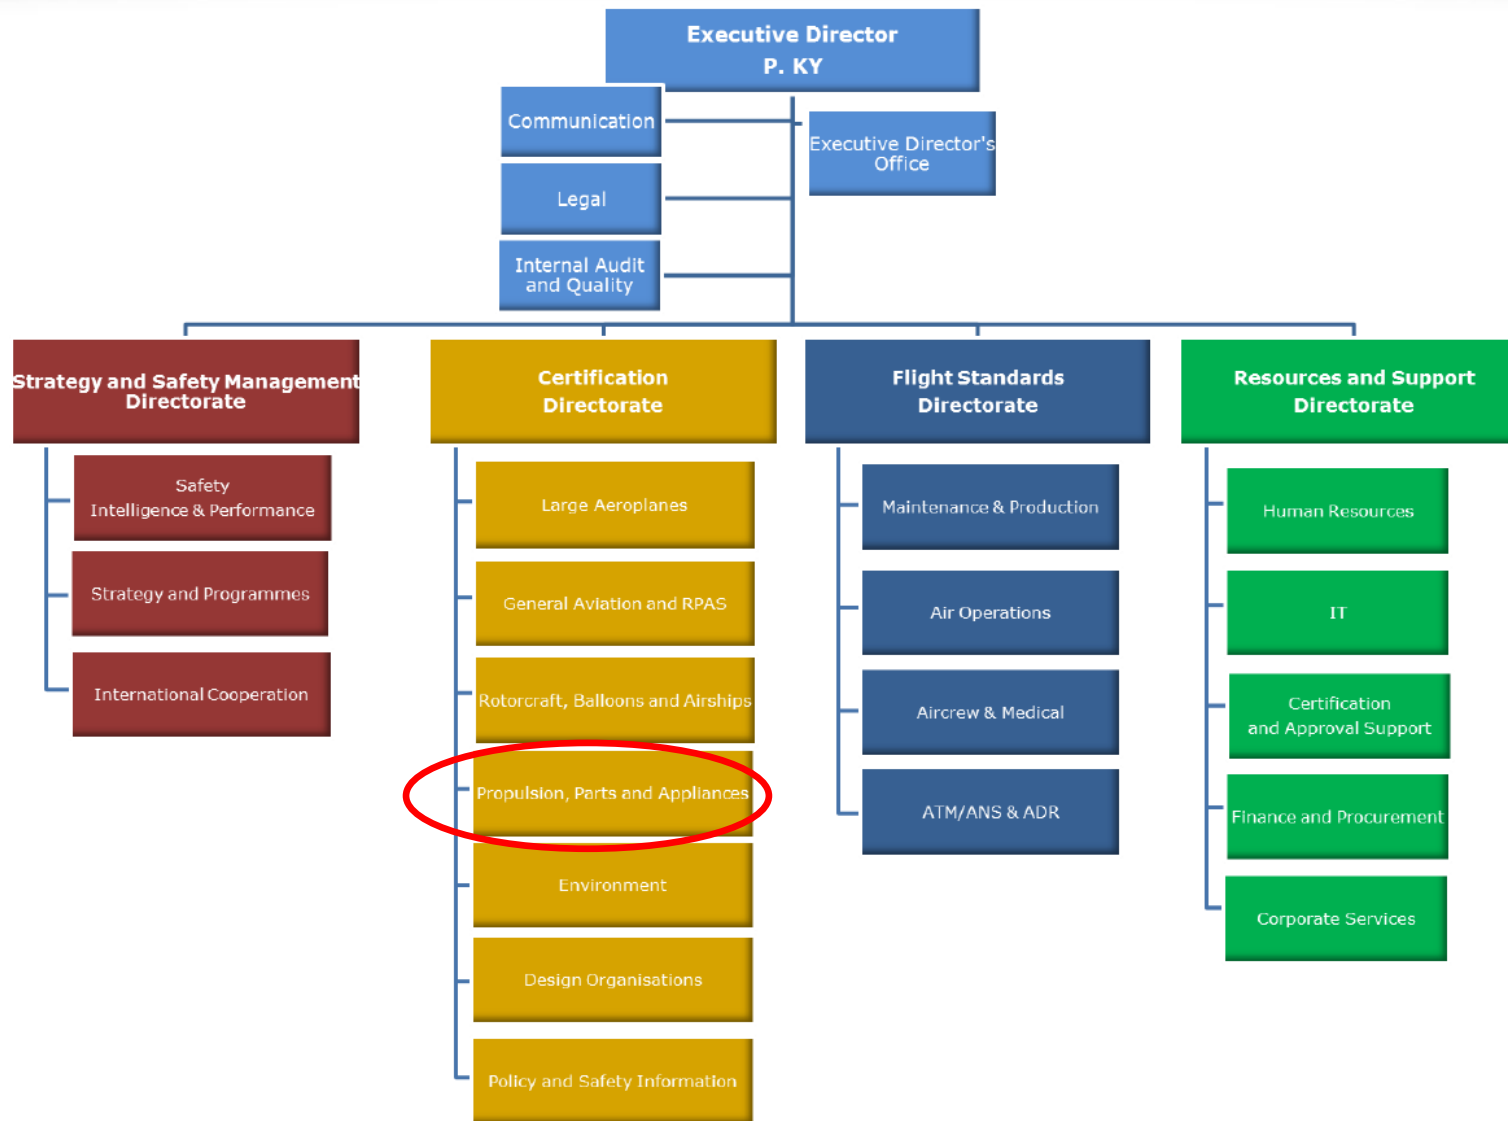 Executive Director
P. KY
Communication
Executive Director's
Office
Legal
Internal Audit
and Quality
Strategy and Safety Management
Directorate
Safety
Intelligence & Performance
Strategy and Programmes
International Cooperation
Certification
Directorate
Large Aeroplanes
General Aviation and RPAS
Rotorcraft, Balloons and Airships
Propulsion, Parts and Appliances
Environment
Design Organisations
Policy and Safety Information
Flight Standards
Directorate
Maintenance & Production
Air Operations
Aircrew & Medical
ATM/ANS & ADR
Resources and Support
Directorate
Human Resources
IT
Certification
and Approval Support
Finance and Procurement
Corporate Services